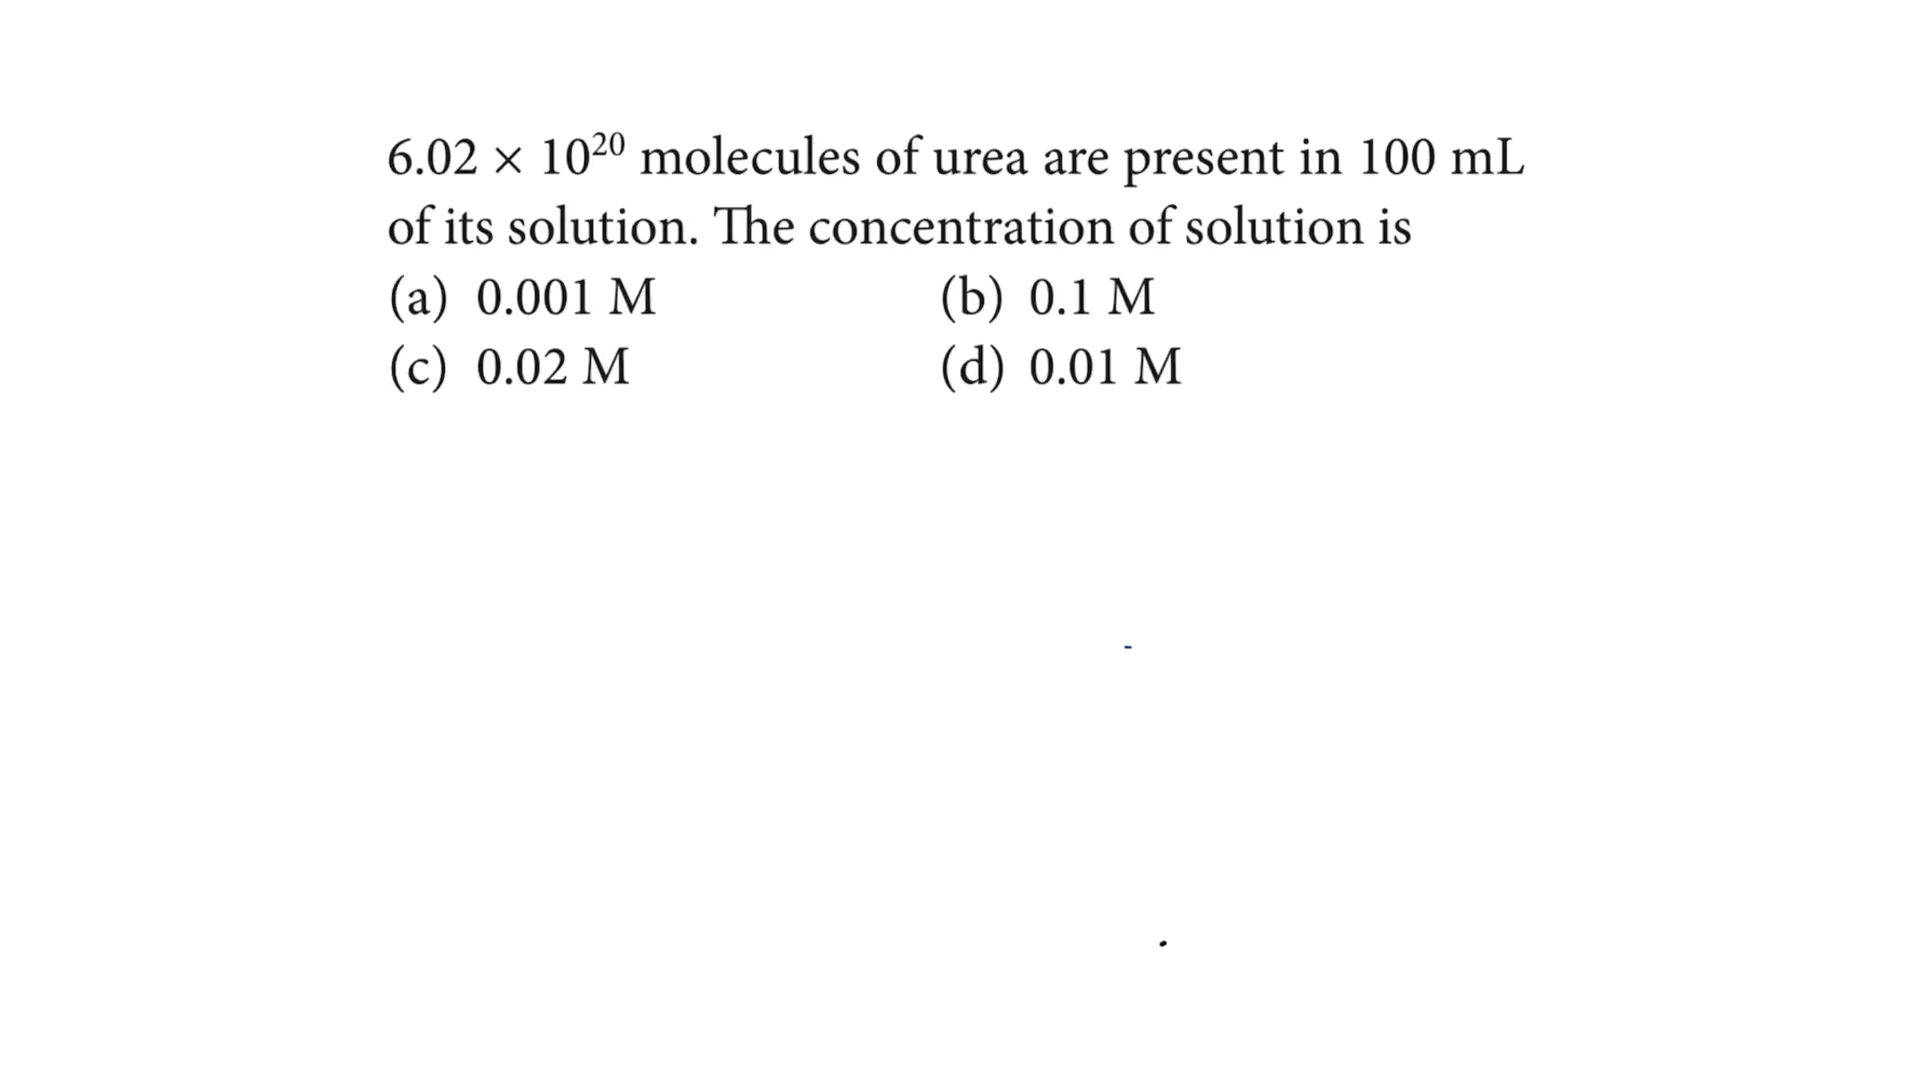 6.02 × 10²⁰ molecules of urea are present in 100 mL
of its solution. The concentration of solution is
(a) 0.001 M (b) 0.1 M
(c) 0.02 M (d) 0.01 M